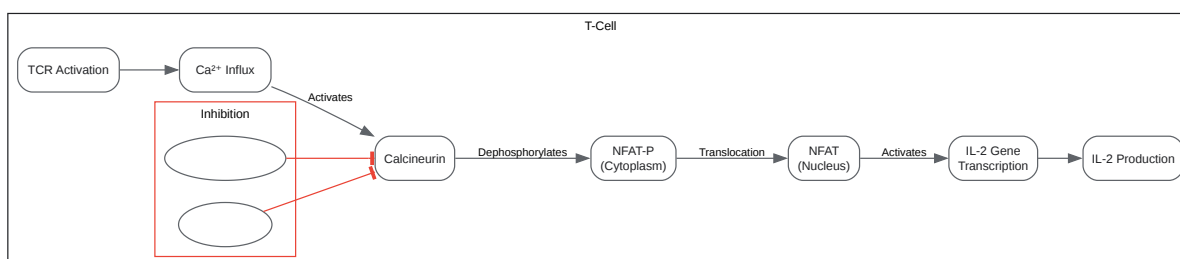 T-Cell
TCR Activation
Ca²⁺ Influx
Activates
Inhibition
Calcineurin
Dephosphorylates
NFAT-P
(Cytoplasm)
Translocation
NFAT
(Nucleus)
Activates
IL-2 Gene
Transcription
IL-2 Production